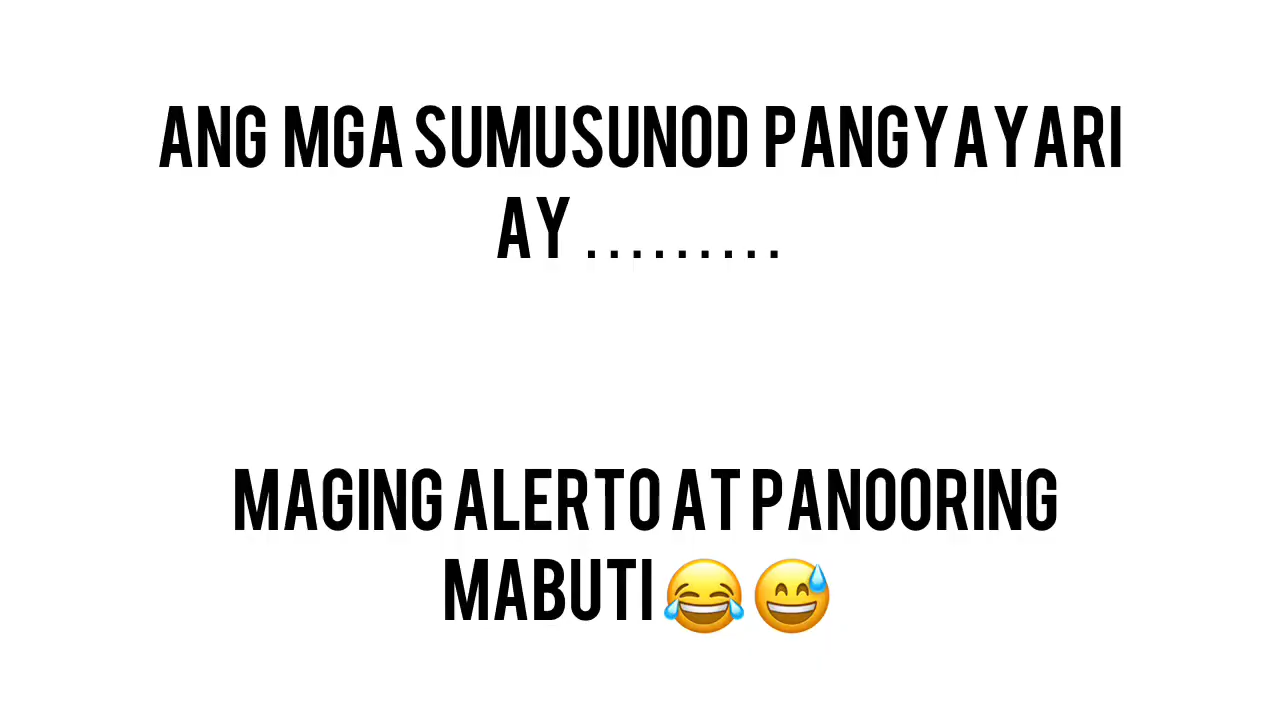 ANG MGA SUMUSUNOD PANGYAYARI
AY .........
MAGING ALERTO AT PANOORING
MABUTI 😂 😅